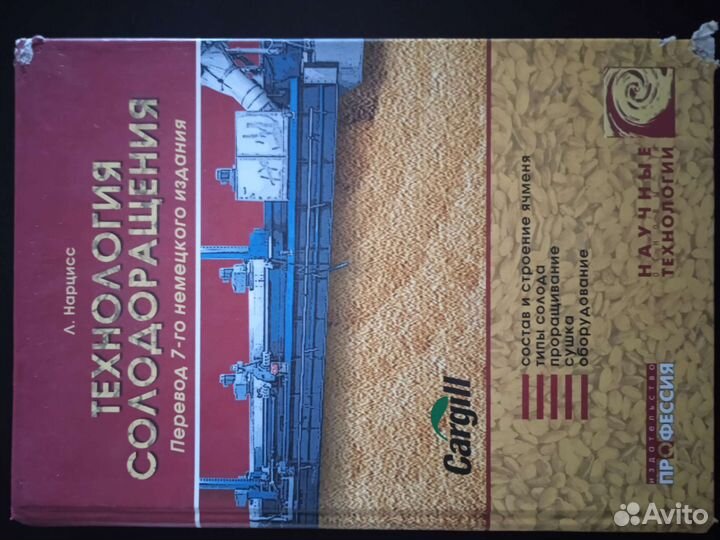 Л. Нарцисс
ТЕХНОЛОГИЯ
СОЛОДОРАЩЕНИЯ
Перевод 7-го немецкого издания
Cargill
состав и строение ячменя
типы солода
проращивание
сушка
оборудование
издательство
ПРОФЕССИЯ
НАУЧНЫЕ
ОСНОВЫ И
ТЕХНОЛОГИИ
Avito